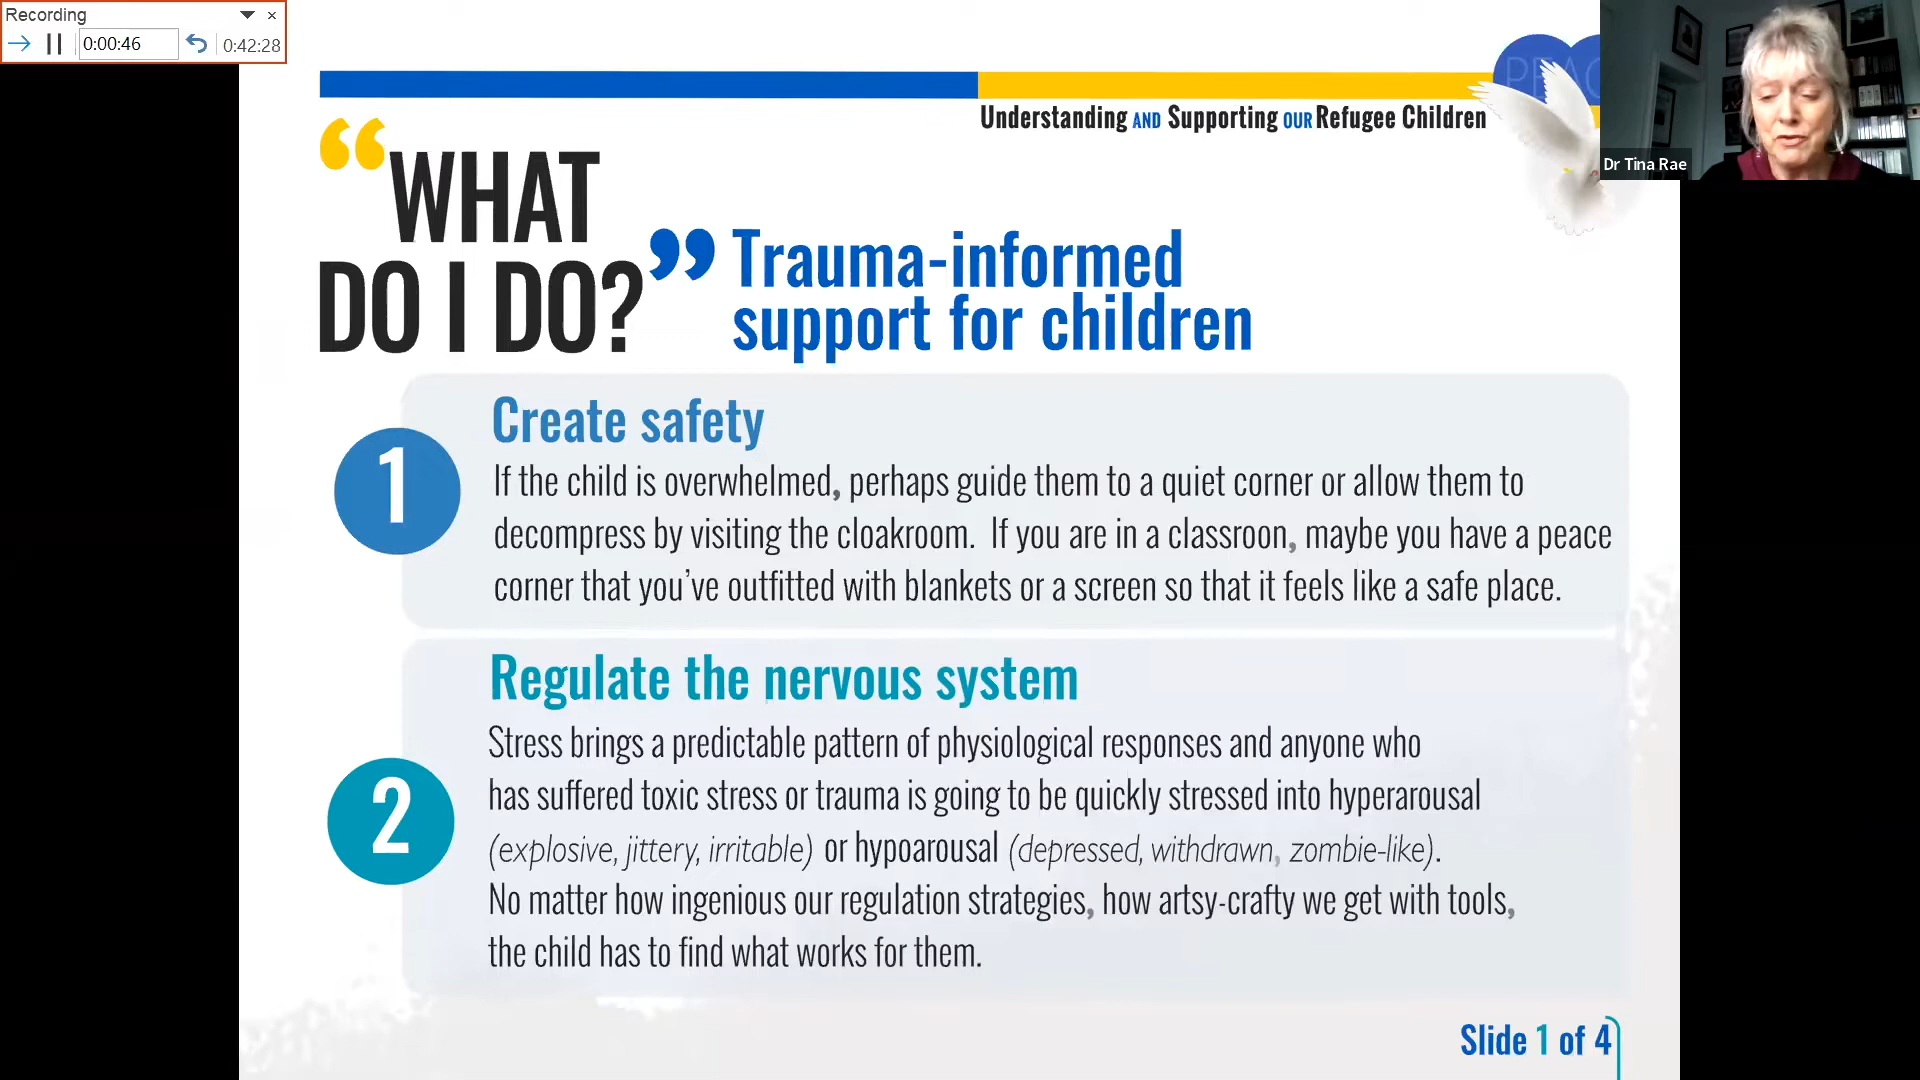 Recording
0:00:46
0:42:28
Understanding AND Supporting OUR Refugee Children
Dr Tina Rae
“WHAT
DO I DO?”
Trauma-informed
support for children
1
Create safety
If the child is overwhelmed, perhaps guide them to a quiet corner or allow them to
decompress by visiting the cloakroom. If you are in a classroon, maybe you have a peace
corner that you've outfitted with blankets or a screen so that it feels like a safe place.
2
Regulate the nervous system
Stress brings a predictable pattern of physiological responses and anyone who
has suffered toxic stress or trauma is going to be quickly stressed into hyperarousal
(explosive, jittery, irritable) or hypoarousal (depressed, withdrawn, zombie-like).
No matter how ingenious our regulation strategies, how artsy-crafty we get with tools,
the child has to find what works for them.
Slide 1 of 4